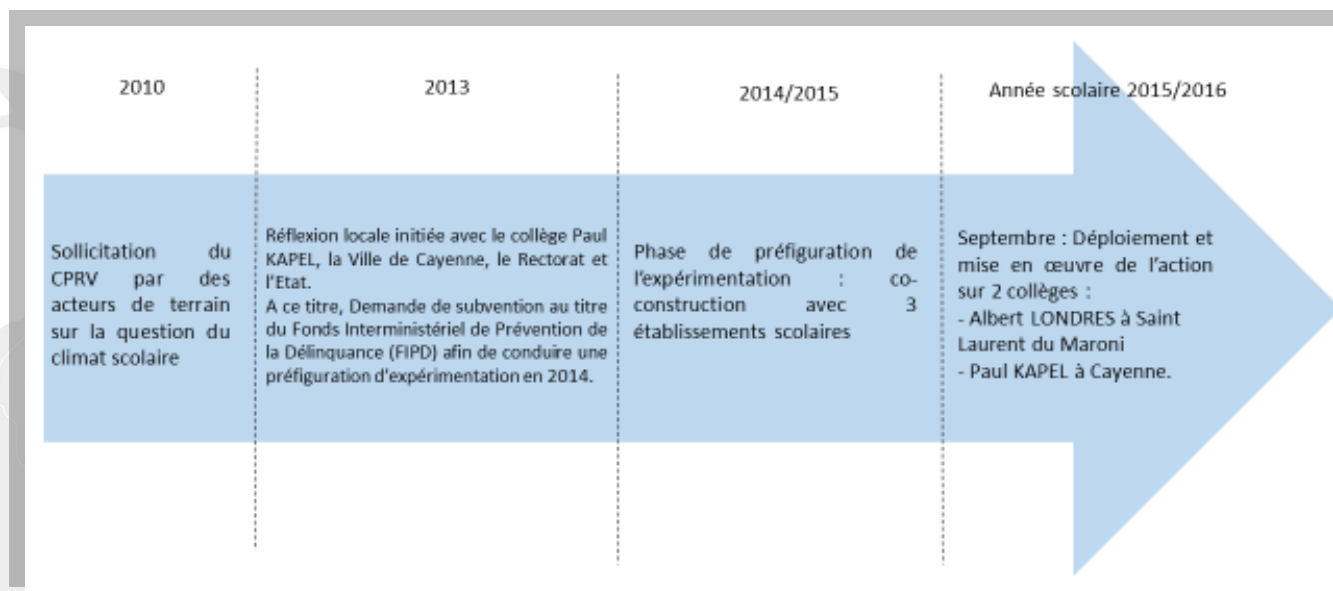 2010
Sollicitation du
CPRV par des
acteurs de terrain
sur la question du
climat scolaire
2013
Réflexion locale initiée avec le collège Paul
KAPEL, la Ville de Cayenne, le Rectorat et
l'Etat.
A ce titre, Demande de subvention au titre
du Fonds Interministériel de Prévention de
la Délinquance (FIPD) afin de conduire une
préfiguration d'expérimentation en 2014.
2014/2015
Phase de préfiguration de
l'expérimentation : co-
construction avec 3
établissements scolaires
Année scolaire 2015/2016
Septembre : Déploiement et
mise en œuvre de l'action
sur 2 collèges :
- Albert LONDRES à Saint
Laurent du Maroni
- Paul KAPEL à Cayenne.